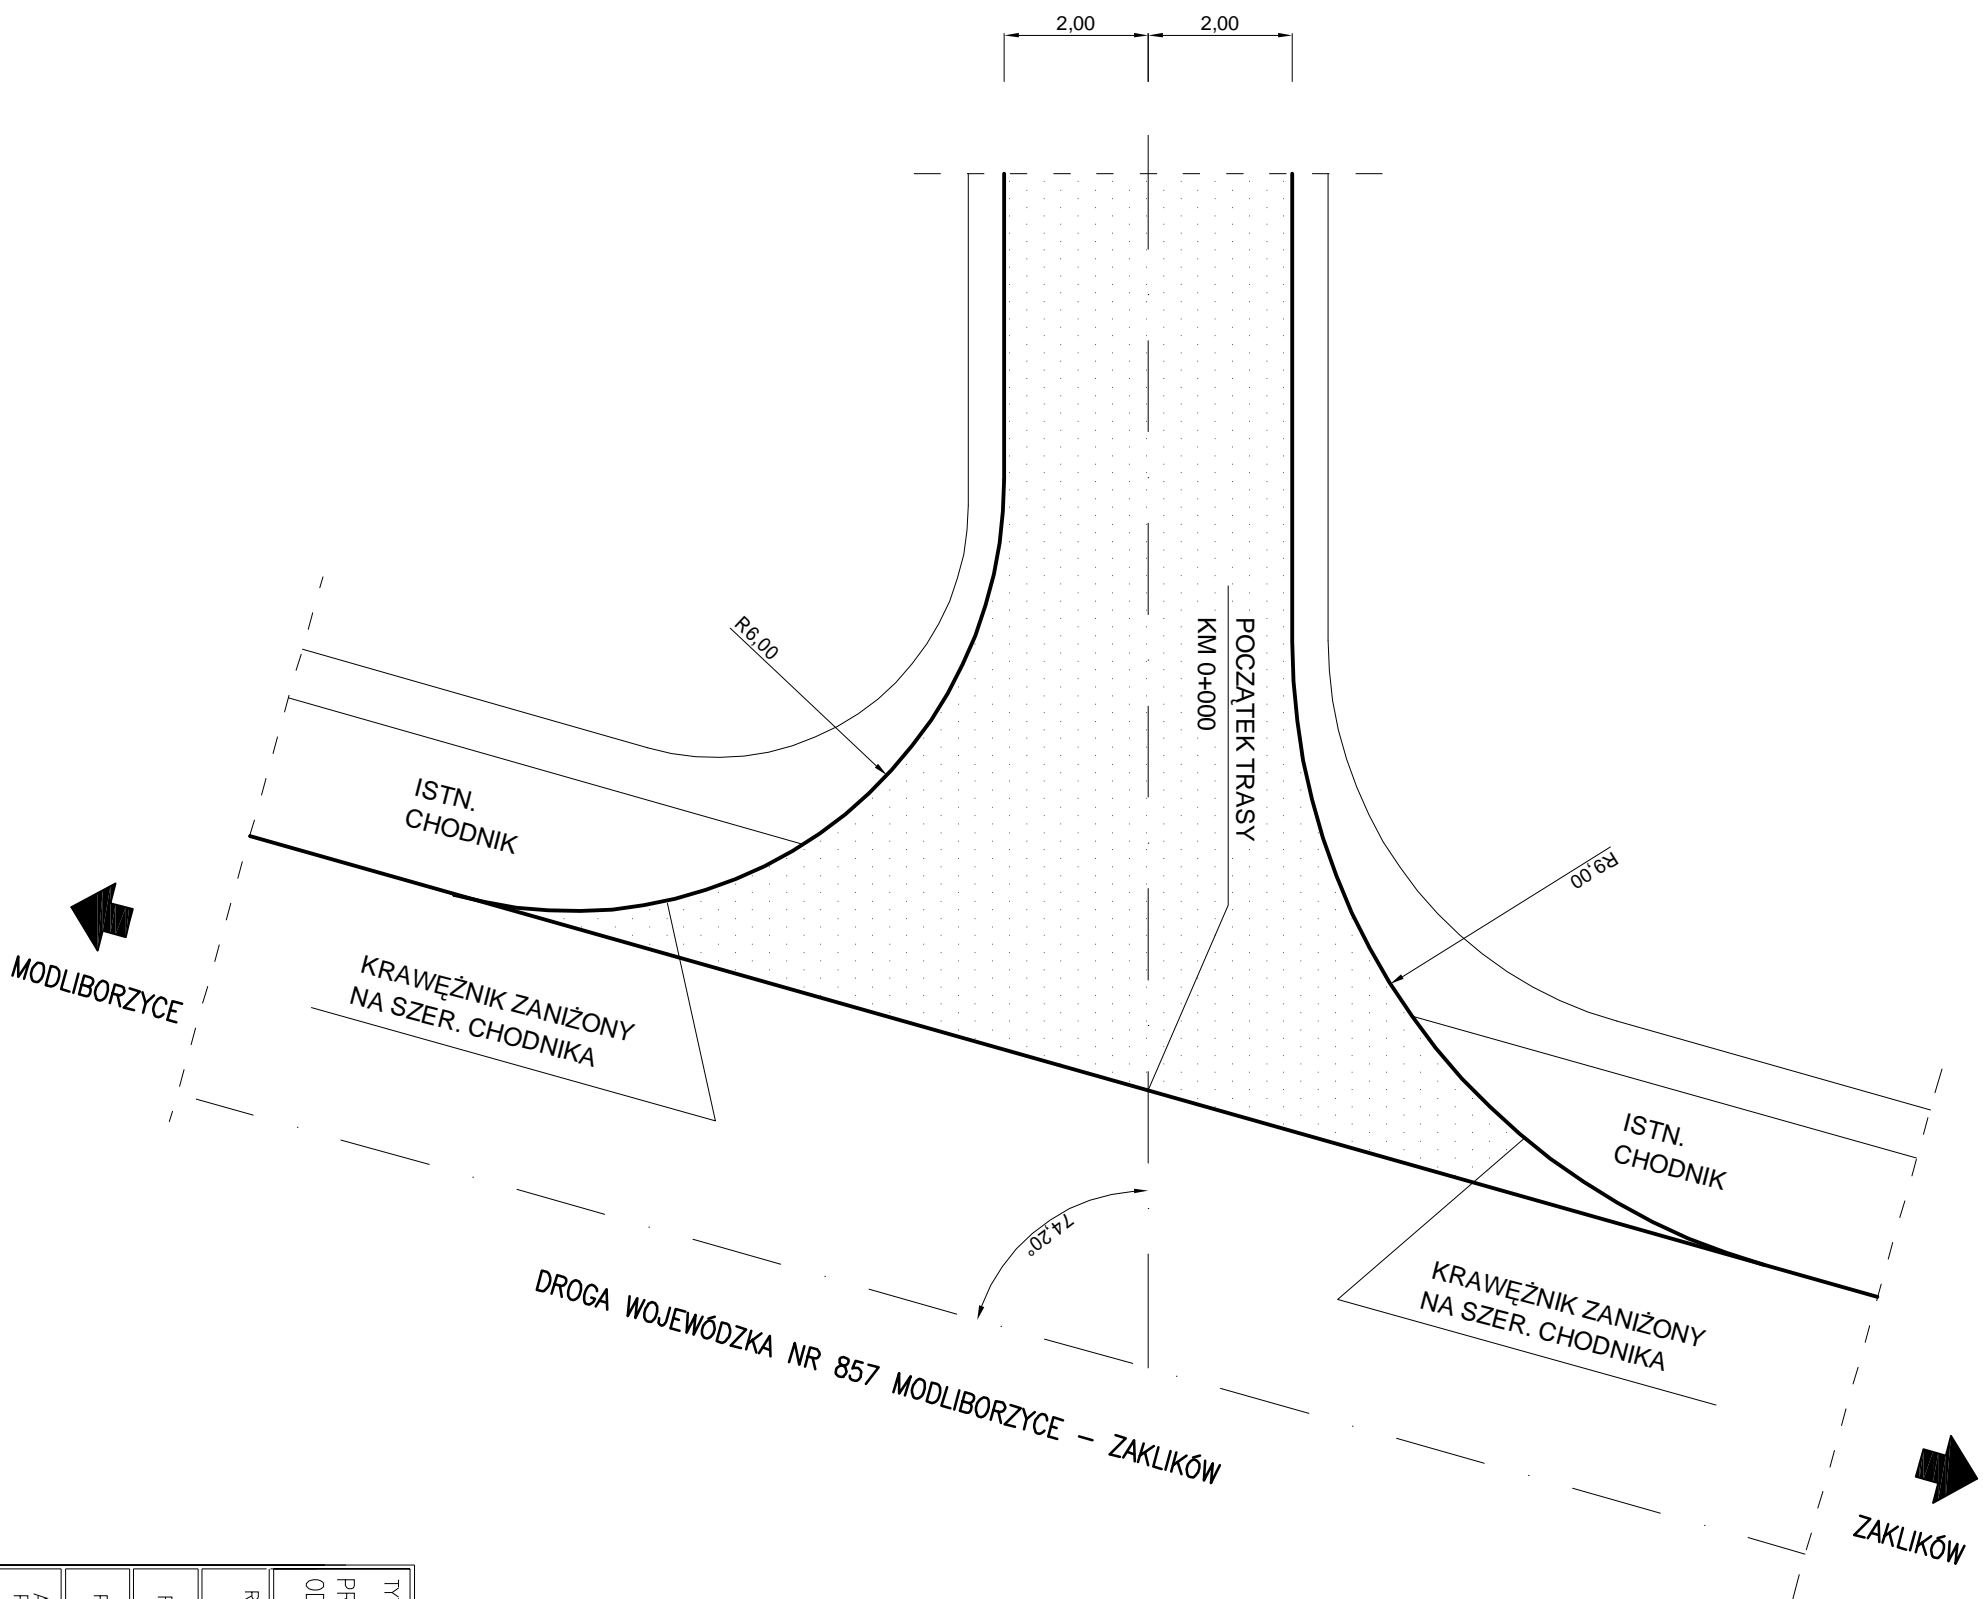 2,00
2,00
R6,00
POCZĄTEK TRASY
KM 0+000
R9,00
ISTN.
CHODNIK
MODLIBORZYCE
KRAWĘŻNIK ZANIŻONY
NA SZER. CHODNIKA
ISTN.
CHODNIK
74,20°
KRAWĘŻNIK ZANIŻONY
NA SZER. CHODNIKA
DROGA WOJEWÓDZKA NR 857 MODLIBORZYCE - ZAKLIKÓW
ZAKLIKÓW